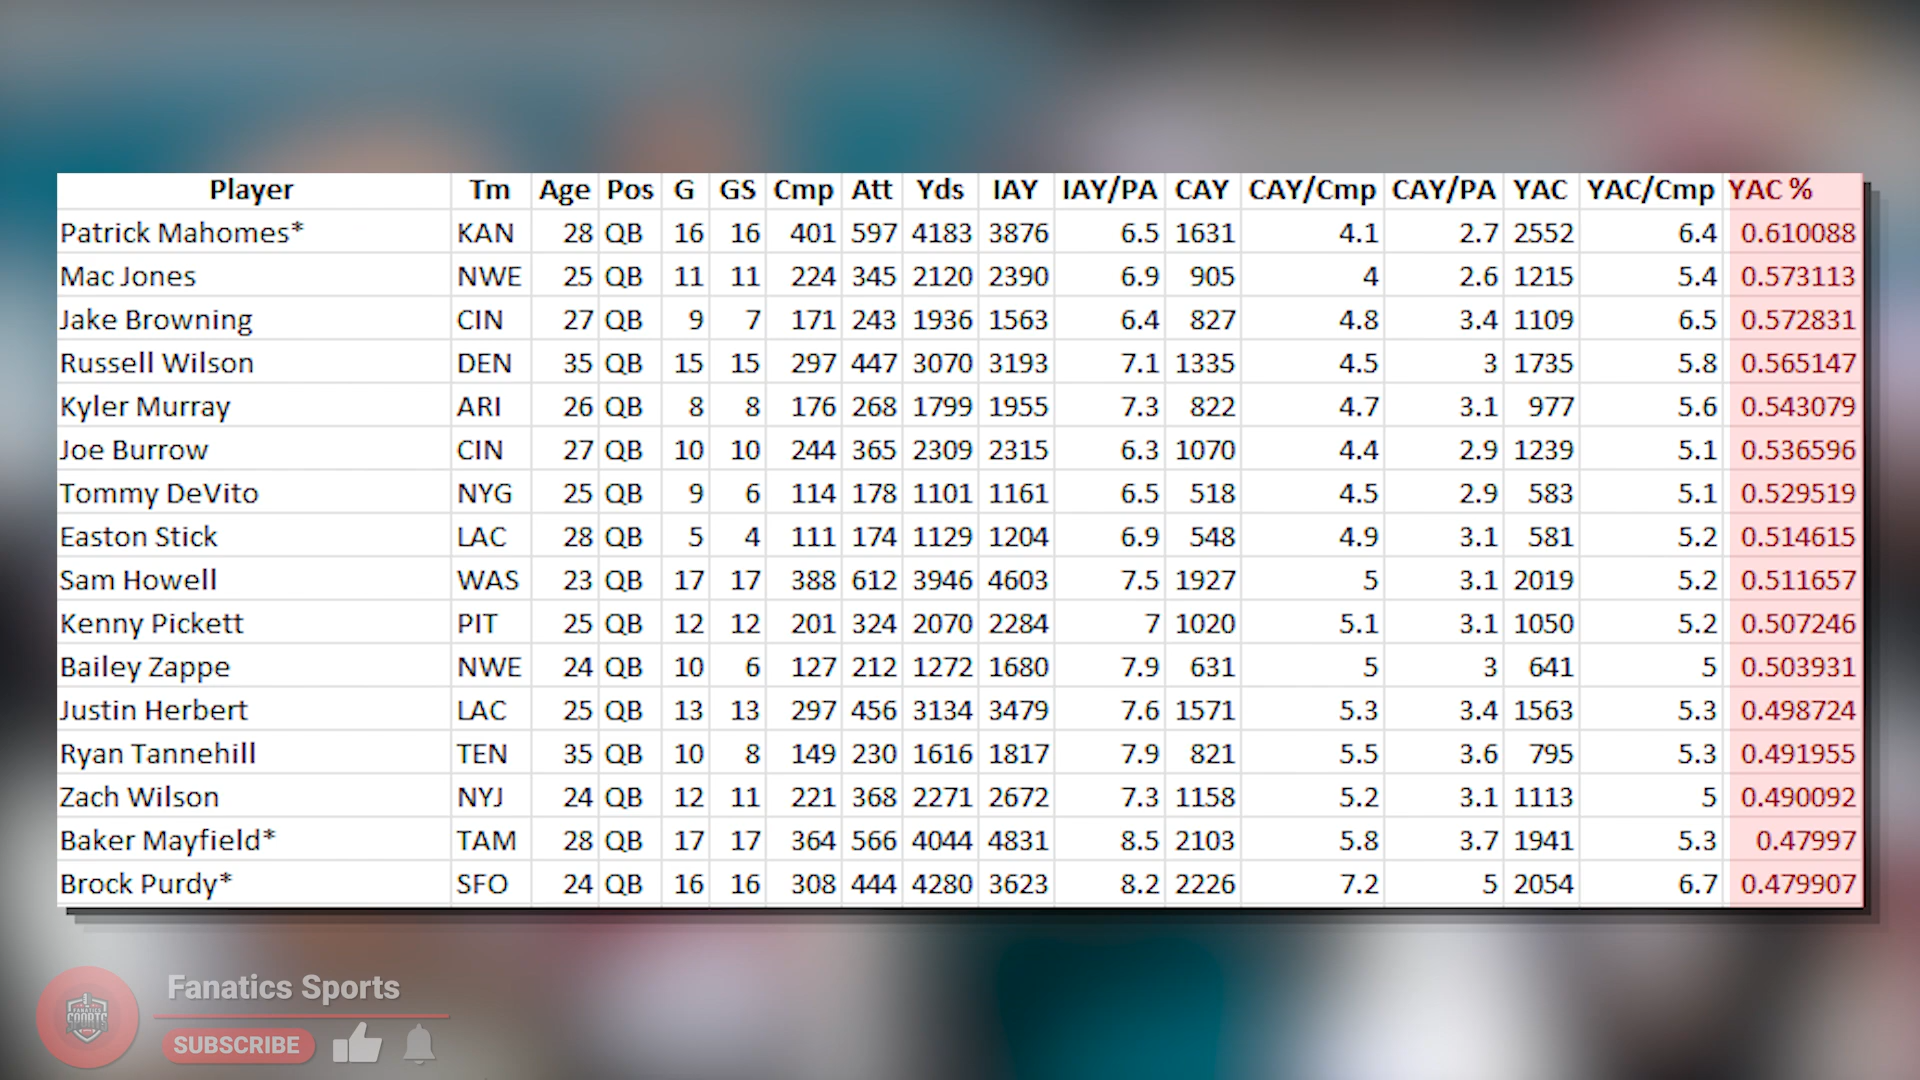 Player Tm Age Pos G GS Cmp Att Yds IAY IAY/PA CAY CAY/Cmp CAY/PA YAC YAC/Cmp YAC %
Patrick Mahomes* KAN 28 QB 16 16 401 597 4183 3876 6.5 1631 4.1 2.7 2552 6.4 0.610088
Mac Jones NWE 25 QB 11 11 224 345 2120 2390 6.9 905 4 2.6 1215 5.4 0.573113
Jake Browning CIN 27 QB 9 7 171 243 1936 1563 6.4 827 4.8 3.4 1109 6.5 0.572831
Russell Wilson DEN 35 QB 15 15 297 447 3070 3193 7.1 1335 4.5 3 1735 5.8 0.565147
Kyler Murray ARI 26 QB 8 8 176 268 1799 1955 7.3 822 4.7 3.1 977 5.6 0.543079
Joe Burrow CIN 27 QB 10 10 244 365 2309 2315 6.3 1070 4.4 2.9 1239 5.1 0.536596
Tommy DeVito NYG 25 QB 9 6 114 178 1101 1161 6.5 518 4.5 2.9 583 5.1 0.529519
Easton Stick LAC 28 QB 5 4 111 174 1129 1204 6.9 548 4.9 3.1 581 5.2 0.514615
Sam Howell WAS 23 QB 17 17 388 612 3946 4603 7.5 1927 5 3.1 2019 5.2 0.511657
Kenny Pickett PIT 25 QB 12 12 201 324 2070 2284 7 1020 5.1 3.1 1050 5.2 0.507246
Bailey Zappe NWE 24 QB 10 6 127 212 1272 1680 7.9 631 5 3 641 5 0.503931
Justin Herbert LAC 25 QB 13 13 297 456 3134 3479 7.6 1571 5.3 3.4 1563 5.3 0.498724
Ryan Tannehill TEN 35 QB 10 8 149 230 1616 1817 7.9 821 5.5 3.6 795 5.3 0.491955
Zach Wilson NYJ 24 QB 12 11 221 368 2271 2672 7.3 1158 5.2 3.1 1113 5 0.490092
Baker Mayfield* TAM 28 QB 17 17 364 566 4044 4831 8.5 2103 5.8 3.7 1941 5.3 0.47997
Brock Purdy* SFO 24 QB 16 16 308 444 4280 3623 8.2 2226 7.2 5 2054 6.7 0.479907
Fanatics Sports
FANATICS
SPORTS
SUBSCRIBE